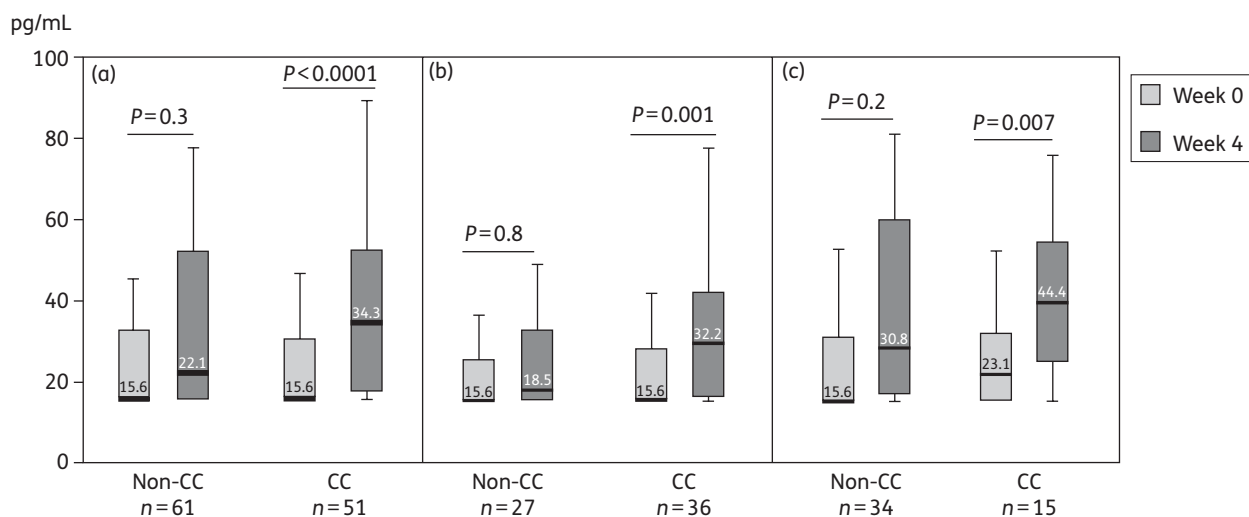 pg/mL
100
80
60
40
20
0
(a)
P=0.3
P<0.0001
15.6
22.1
15.6
34.3
(b)
P=0.8
P=0.001
15.6
18.5
15.6
32.2
(c)
P=0.2
P=0.007
15.6
30.8
23.1
44.4
Week 0
Week 4
Non-CC
n=61
CC
n=51
Non-CC
n=27
CC
n=36
Non-CC
n=34
CC
n=15